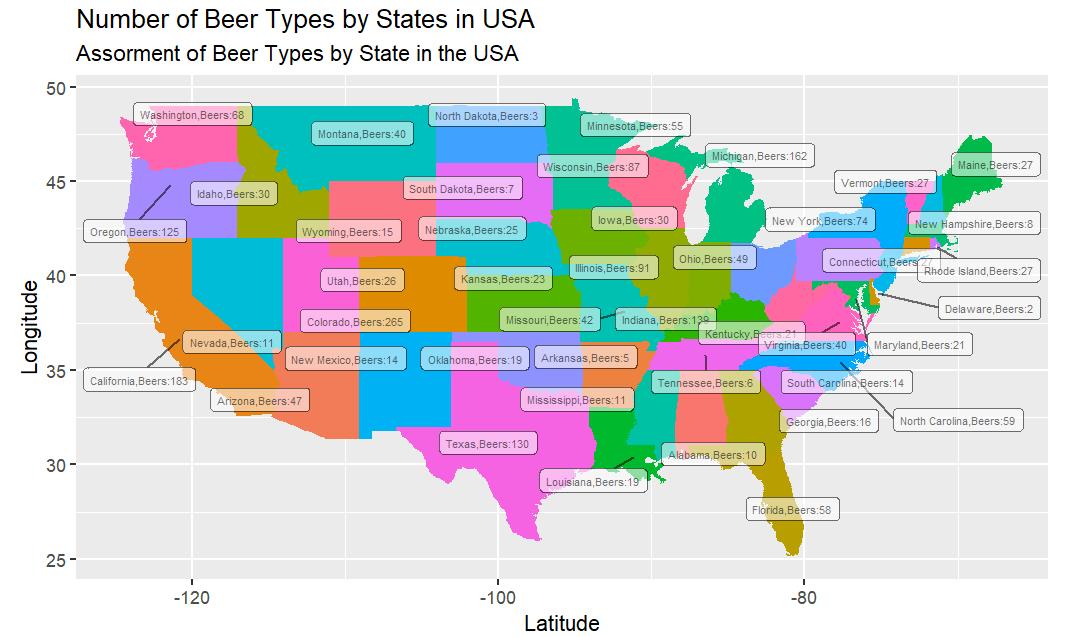 Number of Beer Types by States in USA
Assorment of Beer Types by State in the USA
Longitude
50
45
40
35
30
25
Washington,Beers:68
Montana,Beers:40
North Dakota,Beers:3
Minnesota,Beers:55
Michigan,Beers:162
Maine,Beers:27
Wisconsin,Beers:87
Vermont,Beers:27
Idaho,Beers:30
South Dakota,Beers:7
Oregon,Beers:125
Wyoming,Beers:15
Nebraska,Beers:25
Iowa,Beers:30
New York,Beers:74
New Hampshire,Beers:8
Utah,Beers:26
Kansas,Beers:23
Illinois,Beers:91
Ohio,Beers:49
Connecticut,Beers:27
Rhode Island,Beers:27
Delaware,Beers:2
Colorado,Beers:265
Missouri,Beers:42
Indiana,Beers:139
Kentucky,Beers:21
Nevada,Beers:11
New Mexico,Beers:14
Oklahoma,Beers:19
Arkansas,Beers:5
Virginia,Beers:40
Maryland,Beers:21
California,Beers:183
Arizona,Beers:47
Mississippi,Beers:11
Tennessee,Beers:6
South Carolina,Beers:14
Georgia,Beers:16
North Carolina,Beers:59
Texas,Beers:130
Alabama,Beers:10
Louisiana,Beers:19
Florida,Beers:58
-120
-100
-80
Latitude